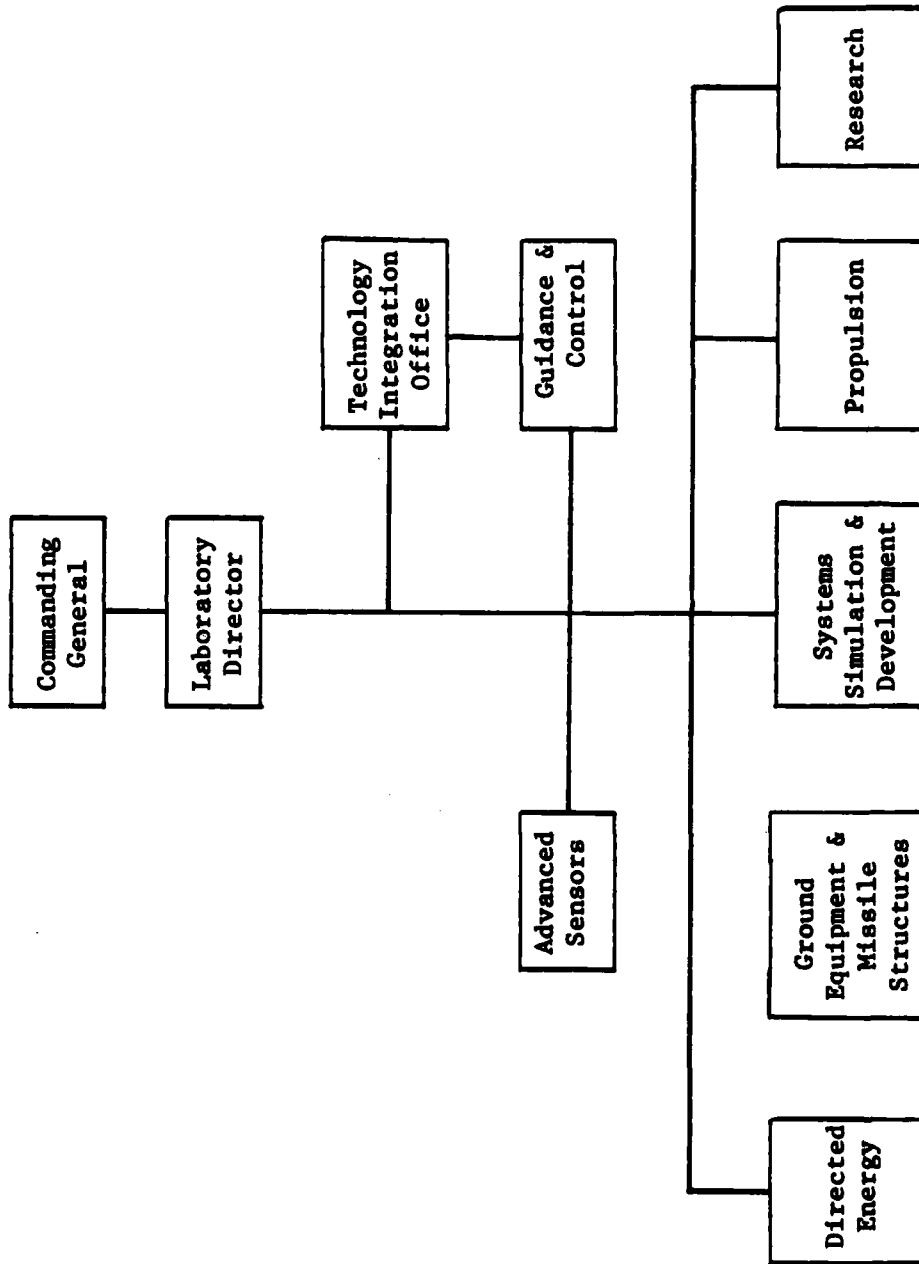 Commanding
General
Laboratory
Director
Technology
Integration
Office
Advanced
Sensors
Guidance &
Control
Directed
Energy
Ground
Equipment &
Missile
Structures
Systems
Simulation &
Development
Propulsion
Research